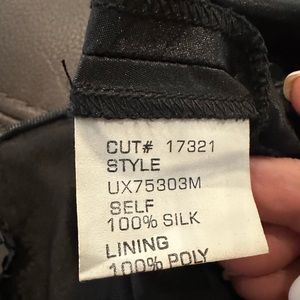 CUT# 17321
STYLE
UX75303M
SELF
100% SILK
LINING
100% POLY